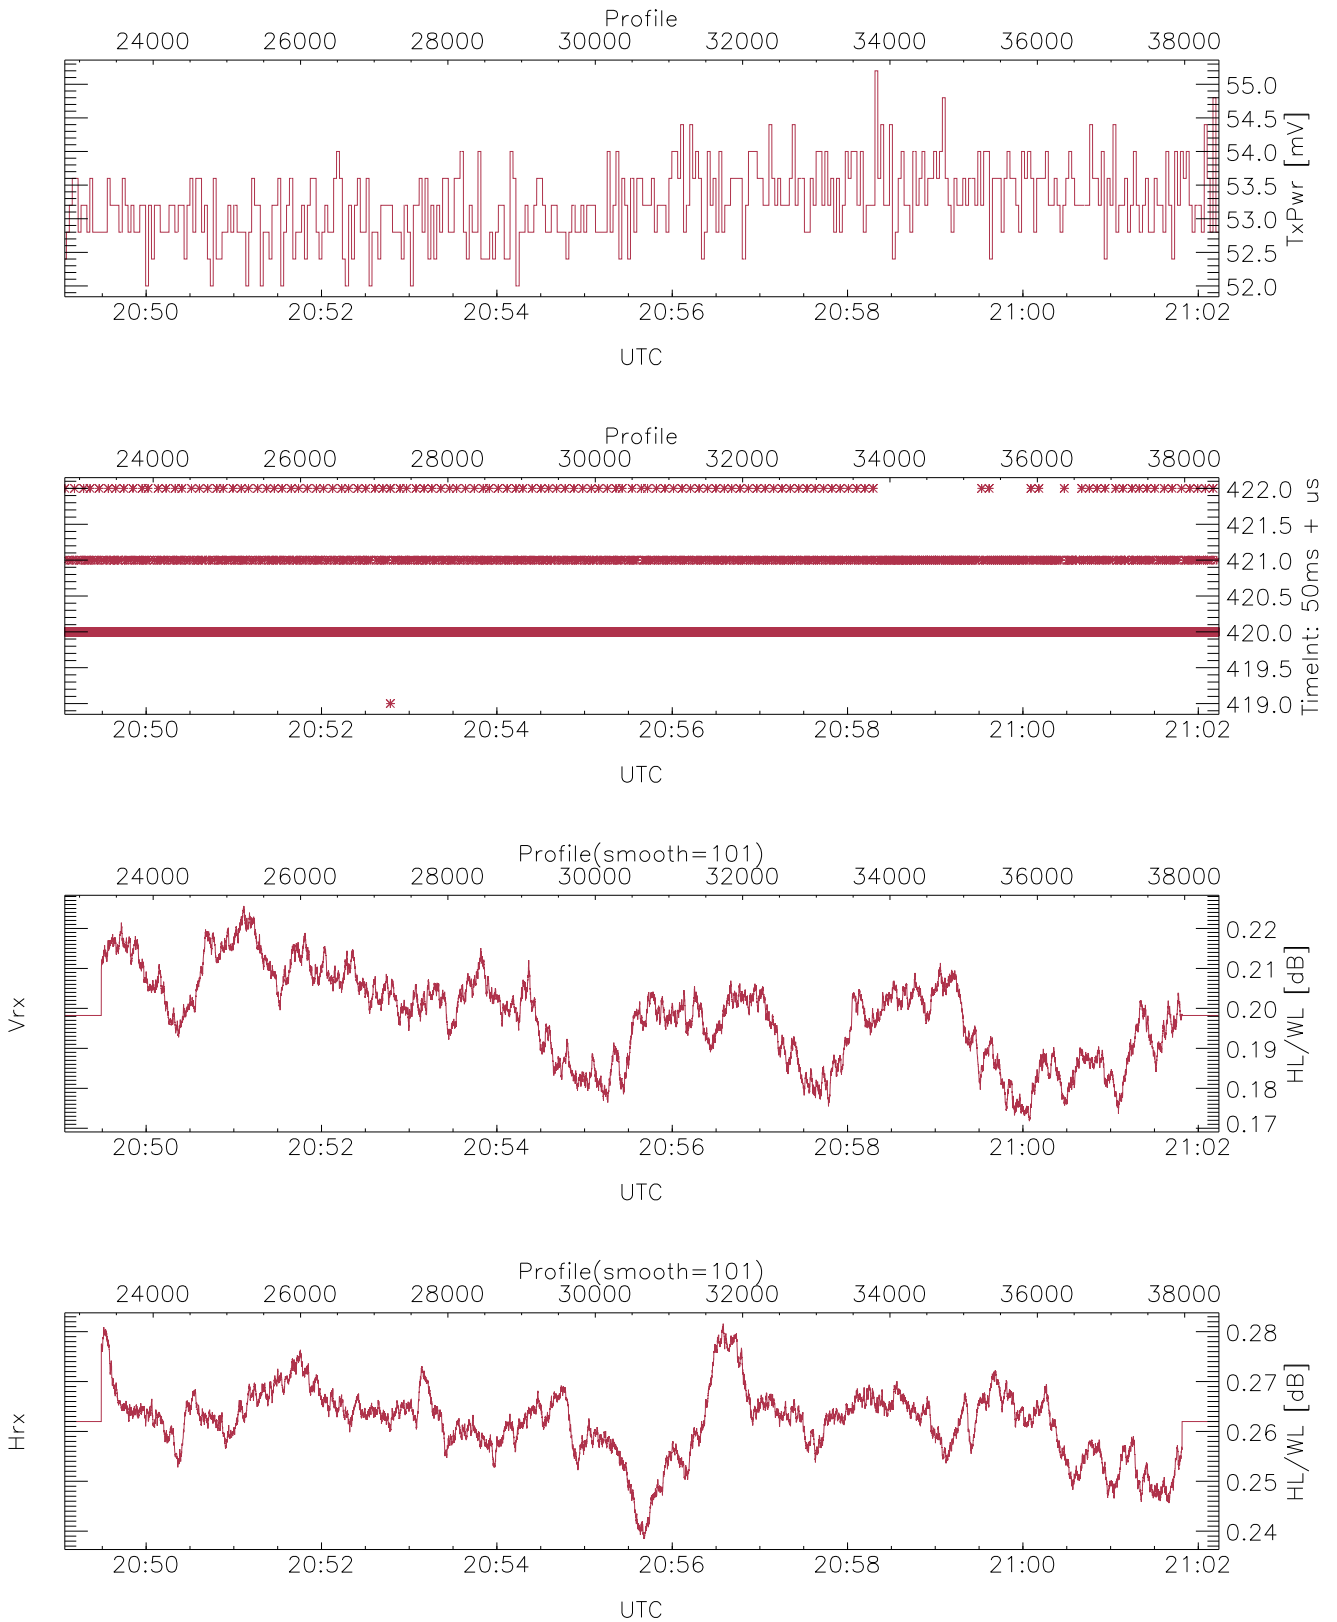 Profile
24000 26000 28000 30000 32000 34000 36000 38000
55.0
54.5
54.0
53.5
53.0
52.5
52.0
TxPwr [mV]
20:50 20:52 20:54 20:56 20:58 21:00 21:02
UTC
Profile
24000 26000 28000 30000 32000 34000 36000 38000
422.0
421.5
421.0
420.5
420.0
419.5
419.0
TimeInt: 50ms + us
20:50 20:52 20:54 20:56 20:58 21:00 21:02
UTC
Profile(smooth=101)
24000 26000 28000 30000 32000 34000 36000 38000
Vrx
0.22
0.21
0.20
0.19
0.18
0.17
HL/WL [dB]
20:50 20:52 20:54 20:56 20:58 21:00 21:02
UTC
Profile(smooth=101)
24000 26000 28000 30000 32000 34000 36000 38000
Hrx
0.28
0.27
0.26
0.25
0.24
HL/WL [dB]
20:50 20:52 20:54 20:56 20:58 21:00 21:02
UTC